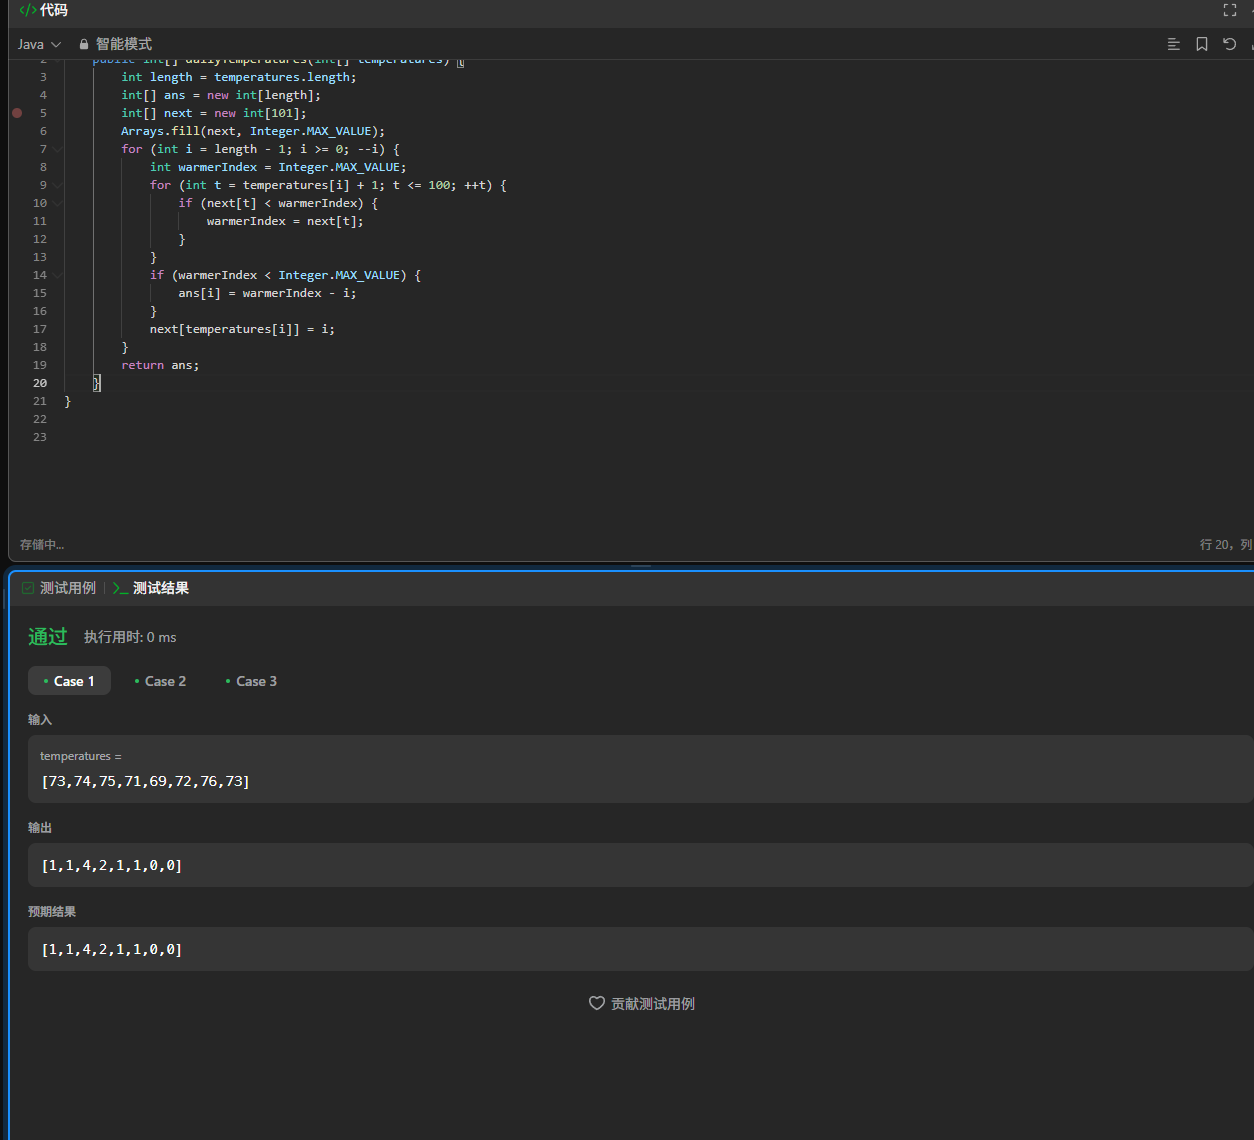 </> 代码
Java 智能模式
2 public int[] dailyTemperatures(int[] temperatures) {
3 int length = temperatures.length;
4 int[] ans = new int[length];
5 int[] next = new int[101];
6 Arrays.fill(next, Integer.MAX_VALUE);
7 for (int i = length - 1; i >= 0; --i) {
8 int warmerIndex = Integer.MAX_VALUE;
9 for (int t = temperatures[i] + 1; t <= 100; ++t) {
10 if (next[t] < warmerIndex) {
11 warmerIndex = next[t];
12 }
13 }
14 if (warmerIndex < Integer.MAX_VALUE) {
15 ans[i] = warmerIndex - i;
16 }
17 next[temperatures[i]] = i;
18 }
19 return ans;
20 }
21 }
22
23
存储中... 行 20，列
测试用例 | >_ 测试结果
通过 执行用时: 0 ms
• Case 1 • Case 2 • Case 3
输入
temperatures =
[73,74,75,71,69,72,76,73]
输出
[1,1,4,2,1,1,0,0]
预期结果
[1,1,4,2,1,1,0,0]
贡献测试用例